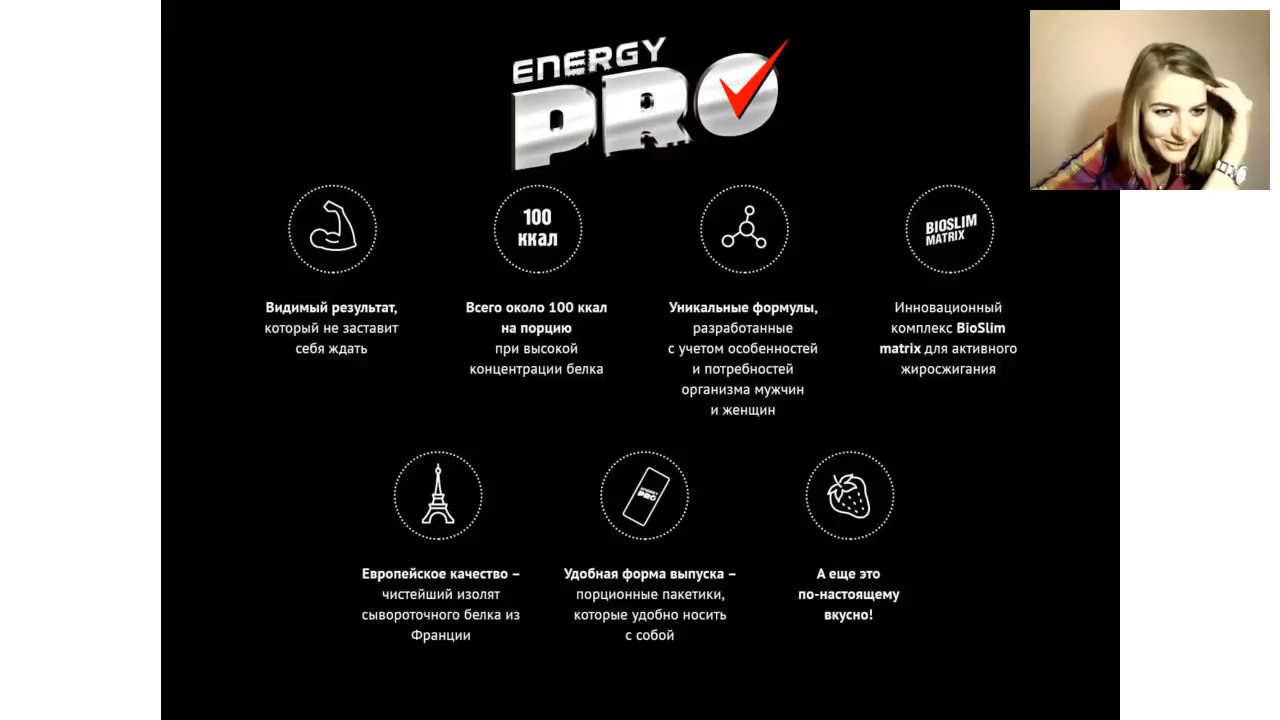 ENERGY
PRO
100
ккал
BIOSLIM
MATRIX
Видимый результат,
который не заставит
себя ждать
Всего около 100 ккал
на порцию
при высокой
концентрации белка
Уникальные формулы,
разработанные
с учетом особенностей
и потребностей
организма мужчин
и женщин
Инновационный
комплекс BioSlim
matrix для активного
жиросжигания
ENERGY
PRO
Европейское качество –
чистейший изолят
сывороточного белка из
Франции
Удобная форма выпуска –
порционные пакетики,
которые удобно носить
с собой
А еще это
по-настоящему
вкусно!